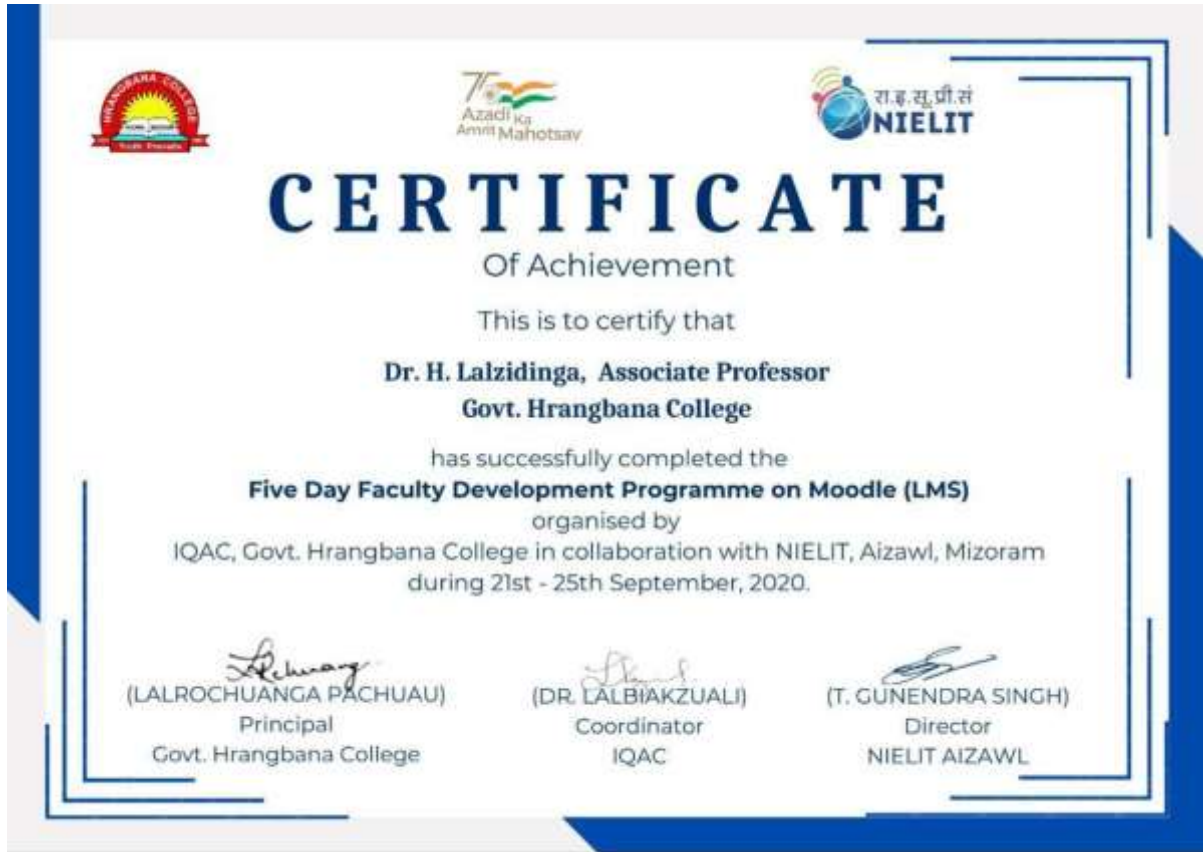 HRANGBANA COLLEGE
75
Azadi Ka
Amrit Mahotsav
रा.इ.सू.प्रौ.सं
NIELIT
CERTIFICATE
Of Achievement
This is to certify that
Dr. H. Lalzidinga, Associate Professor
Govt. Hrangbana College
has successfully completed the
Five Day Faculty Development Programme on Moodle (LMS)
organised by
IQAC, Govt. Hrangbana College in collaboration with NIELIT, Aizawl, Mizoram
during 21st - 25th September, 2020.
(LALROCHUANGA PACHUAU)
Principal
Govt. Hrangbana College
(DR. LALBIAKZUALI)
Coordinator
IQAC
(T. GUNENDRA SINGH)
Director
NIELIT AIZAWL